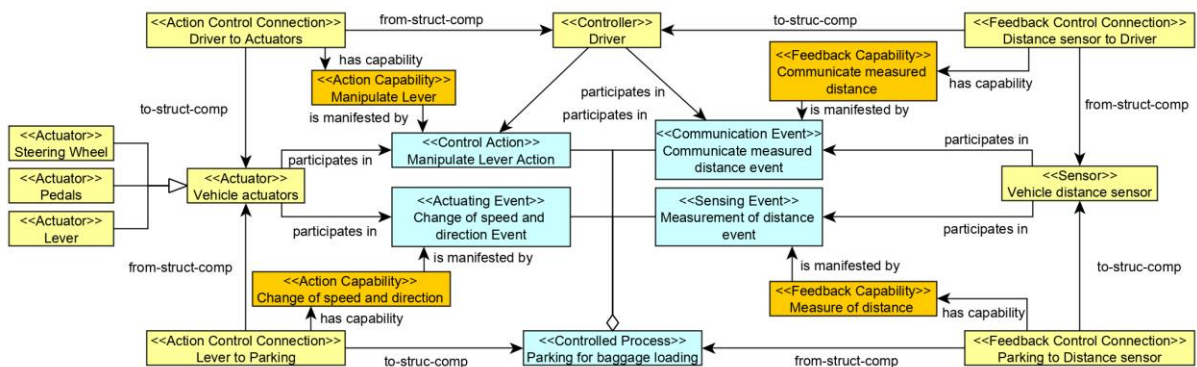 <<Action Control Connection>>
Driver to Actuators
from-struct-comp
<<Controller>>
Driver
to-struc-comp
<<Feedback Control Connection>>
Distance sensor to Driver
has capability
<<Action Capability>>
Manipulate Lever
<<Feedback Capability>>
Communicate measured
distance
has capability
to-struct-comp
is manifested by
participates in
participates in
is manifested by
from-struct-comp
<<Actuator>>
Steering Wheel
<<Actuator>>
Pedals
<<Actuator>>
Lever
<<Actuator>>
Vehicle actuators
participates in
<<Control Action>>
Manipulate Lever Action
<<Communication Event>>
Communicate measured
distance event
participates in
<<Sensor>>
Vehicle distance sensor
participates in
<<Actuating Event>>
Change of speed and
direction Event
<<Sensing Event>>
Measurement of distance
event
participates in
from-struct-comp
is manifested by
is manifested by
to-struc-comp
<<Action Capability>>
Change of speed and direction
<<Feedback Capability>>
Measure of distance
has capability
has capability
<<Action Control Connection>>
Lever to Parking
to-struc-comp
<<Controlled Process>>
Parking for baggage loading
from-struct-comp
<<Feedback Control Connection>>
Parking to Distance sensor